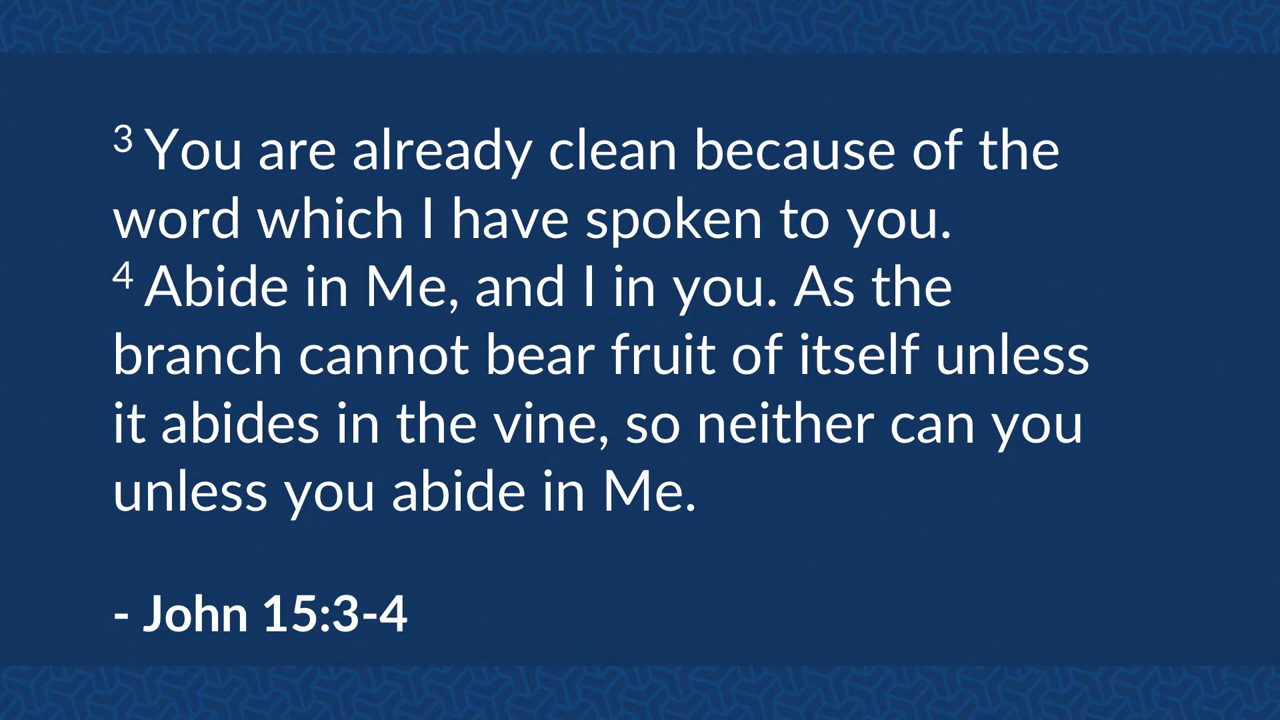 ³ You are already clean because of the
word which I have spoken to you.
⁴ Abide in Me, and I in you. As the
branch cannot bear fruit of itself unless
it abides in the vine, so neither can you
unless you abide in Me.
- John 15:3-4